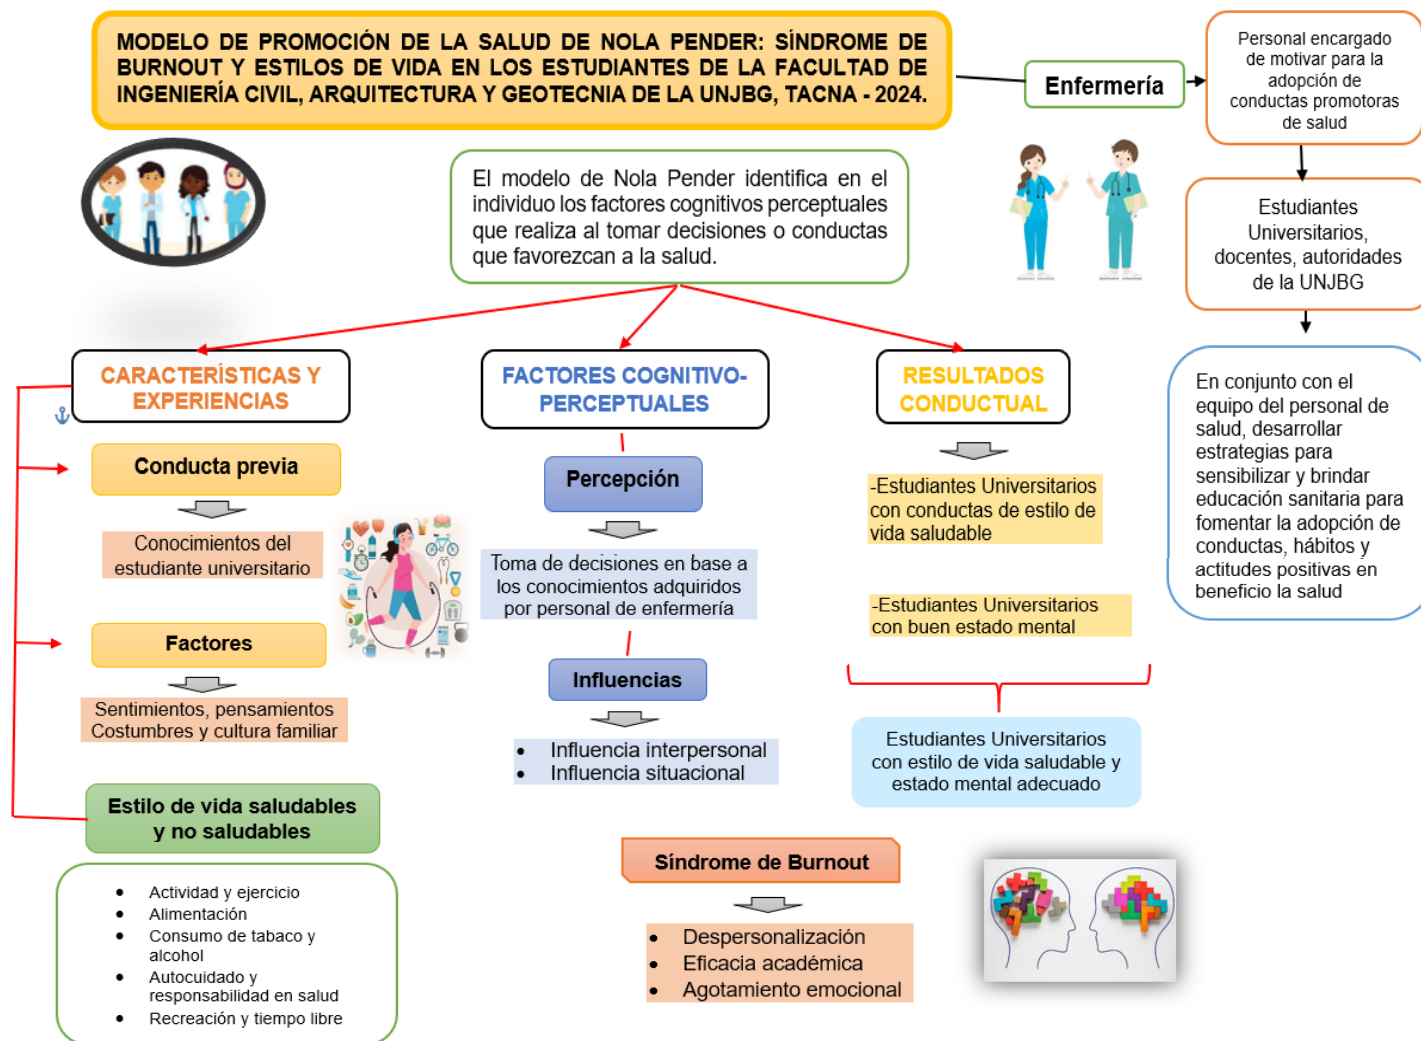 MODELO DE PROMOCIÓN DE LA SALUD DE NOLA PENDER: SÍNDROME DE
BURNOUT Y ESTILOS DE VIDA EN LOS ESTUDIANTES DE LA FACULTAD DE
INGENIERÍA CIVIL, ARQUITECTURA Y GEOTECNIA DE LA UNJBG, TACNA - 2024.
Enfermería
Personal encargado
de motivar para la
adopción de
conductas promotoras
de salud
El modelo de Nola Pender identifica en el
individuo los factores cognitivos perceptuales
que realiza al tomar decisiones o conductas
que favorezcan a la salud.
Estudiantes
Universitarios,
docentes, autoridades
de la UNJBG
En conjunto con el
equipo del personal de
salud, desarrollar
estrategias para
sensibilizar y brindar
educación sanitaria para
fomentar la adopción de
conductas, hábitos y
actitudes positivas en
beneficio la salud
CARACTERÍSTICAS Y
EXPERIENCIAS
Conducta previa
Conocimientos del
estudiante universitario
Factores
Sentimientos, pensamientos
Costumbres y cultura familiar
Estilo de vida saludables
y no saludables
• Actividad y ejercicio
• Alimentación
• Consumo de tabaco y
alcohol
• Autocuidado y
responsabilidad en salud
• Recreación y tiempo libre
FACTORES COGNITIVO-
PERCEPTUALES
Percepción
Toma de decisiones en base a
los conocimientos adquiridos
por personal de enfermería
Influencias
• Influencia interpersonal
• Influencia situacional
RESULTADOS
CONDUCTUAL
-Estudiantes Universitarios
con conductas de estilo de
vida saludable
-Estudiantes Universitarios
con buen estado mental
Estudiantes Universitarios
con estilo de vida saludable y
estado mental adecuado
Síndrome de Burnout
• Despersonalización
• Eficacia académica
• Agotamiento emocional